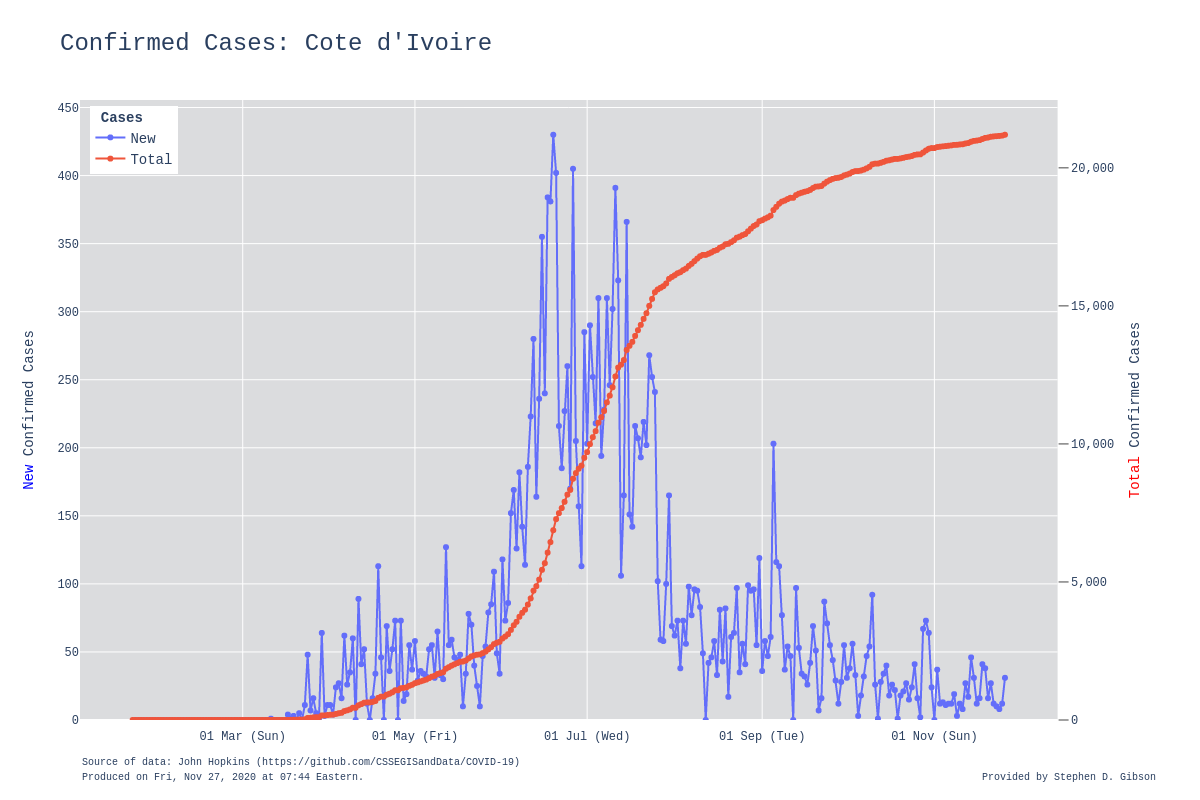 Confirmed Cases: Cote d'Ivoire
Cases
New
Total
450
400
350
300
250
200
150
100
50
0
New Confirmed Cases
20,000
15,000
10,000
5,000
0
Total Confirmed Cases
01 Mar (Sun) 01 May (Fri) 01 Jul (Wed) 01 Sep (Tue) 01 Nov (Sun)
Source of data: John Hopkins (https://github.com/CSSEGISandData/COVID-19)
Produced on Fri, Nov 27, 2020 at 07:44 Eastern.
Provided by Stephen D. Gibson